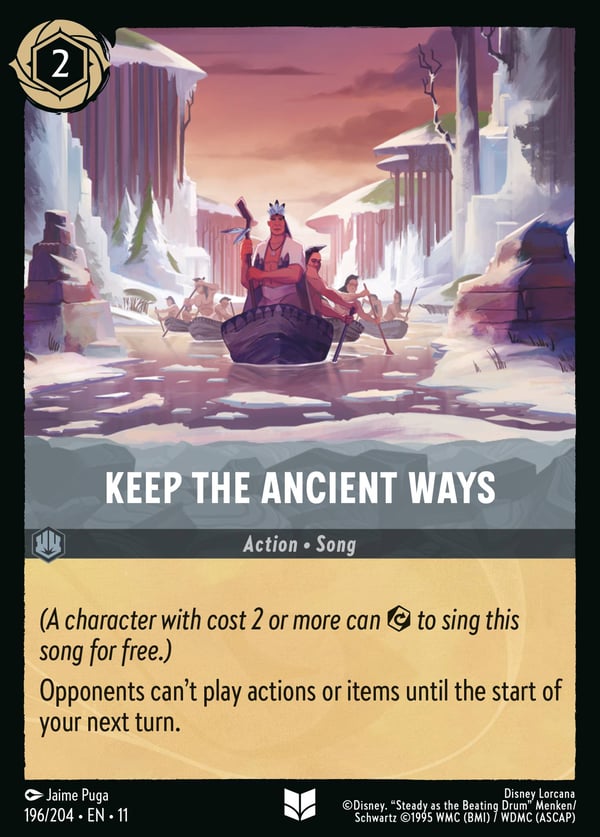 2
KEEP THE ANCIENT WAYS
Action • Song
(A character with cost 2 or more can to sing this
song for free.)
Opponents can't play actions or items until the start of
your next turn.
Jaime Puga
196/204 • EN • 11
Disney Lorcana
©Disney. "Steady as the Beating Drum" Menken/
Schwartz ©1995 WMC (BMI) / WDMC (ASCAP)